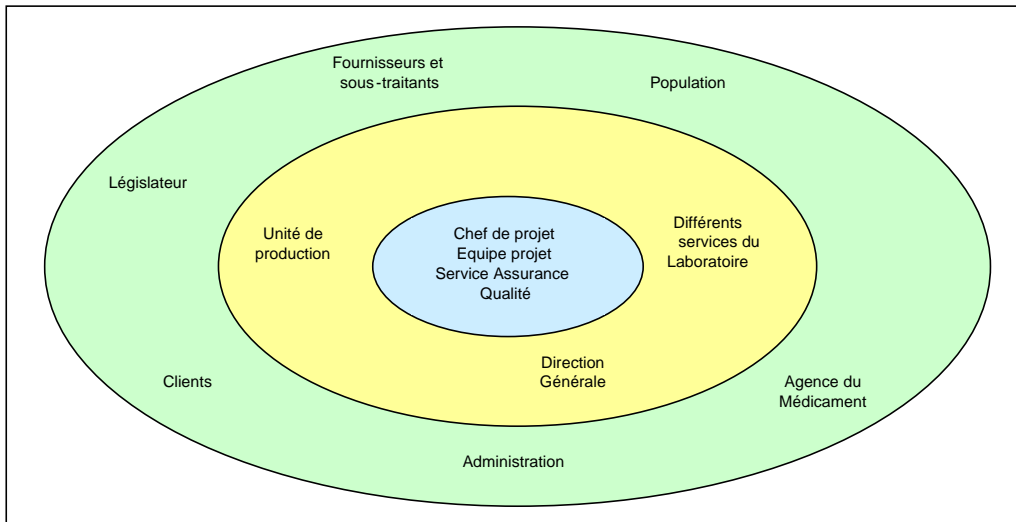 Fournisseurs et
sous-traitants
Population
Législateur
Unité de
production
Chef de projet
Equipe projet
Service Assurance
Qualité
Différents
services du
Laboratoire
Direction
Générale
Clients
Agence du
Médicament
Administration